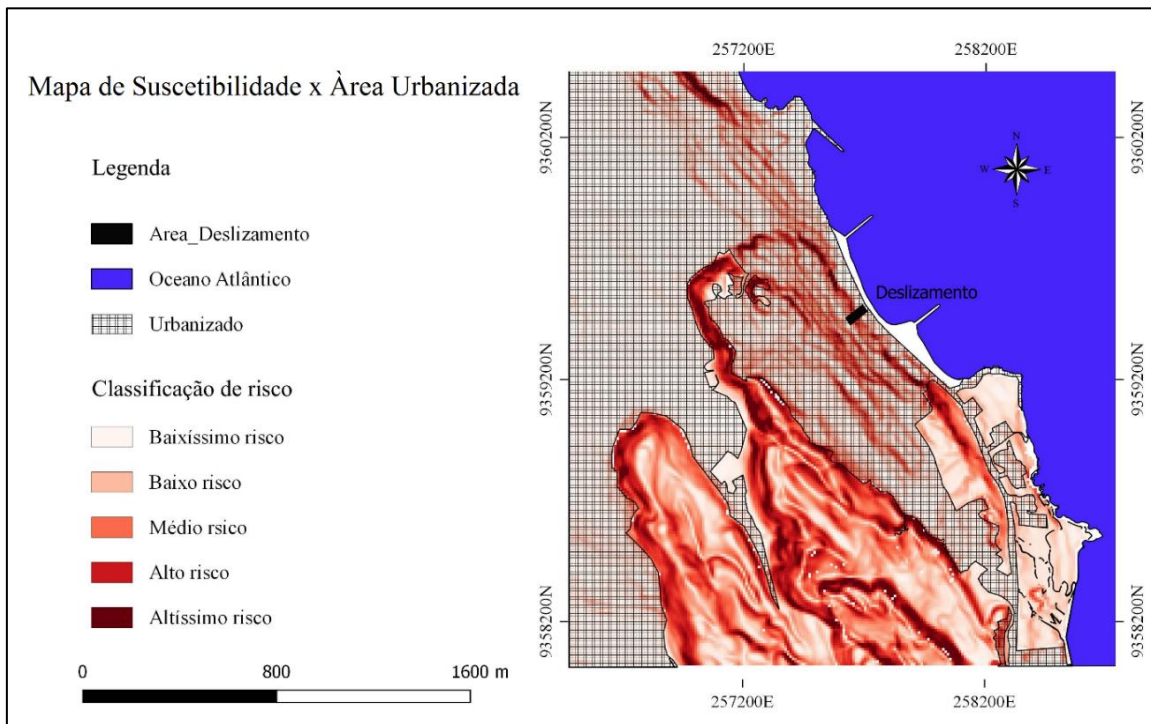 Mapa de Suscetibilidade x Àrea Urbanizada
Legenda
Area_Deslizamento
Oceano Atlântico
Urbanizado
Classificação de risco
Baixíssimo risco
Baixo risco
Médio rsico
Alto risco
Altíssimo risco
0 800 1600 m
257200E 258200E
9360200N 9360200N
N
W E
S
Deslizamento
9359200N 9359200N
9358200N 9358200N
257200E 258200E